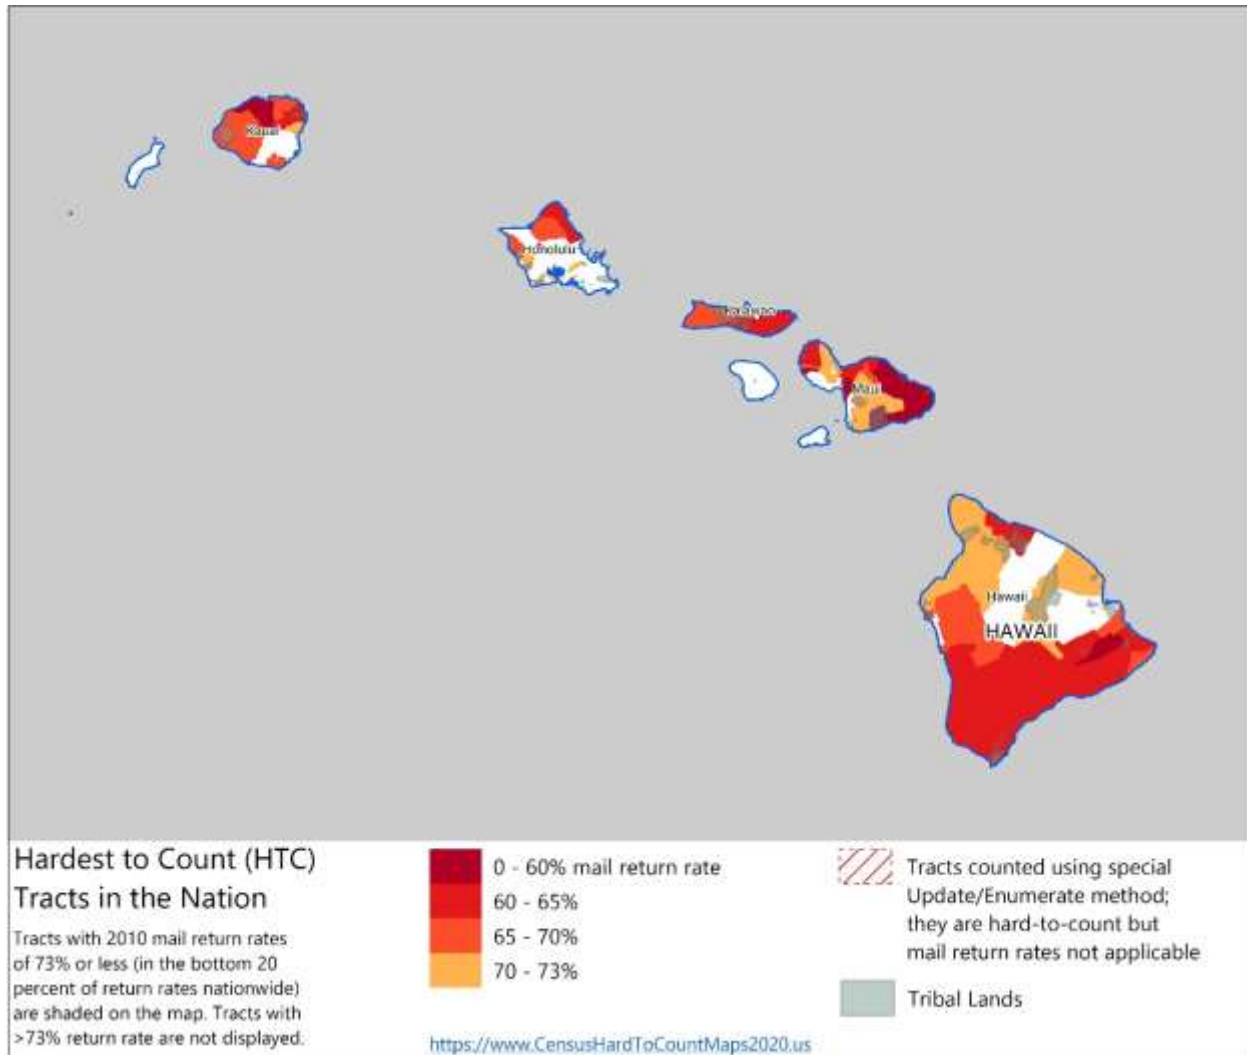 Kauai
Honolulu
Maui
Hawaii
HAWAII
Hardest to Count (HTC)
Tracts in the Nation
Tracts with 2010 mail return rates
of 73% or less (in the bottom 20
percent of return rates nationwide)
are shaded on the map. Tracts with
>73% return rate are not displayed.
0 - 60% mail return rate
60 - 65%
65 - 70%
70 - 73%
https://www.CensusHardToCountMaps2020.us
Tracts counted using special
Update/Enumerate method;
they are hard-to-count but
mail return rates not applicable
Tribal Lands